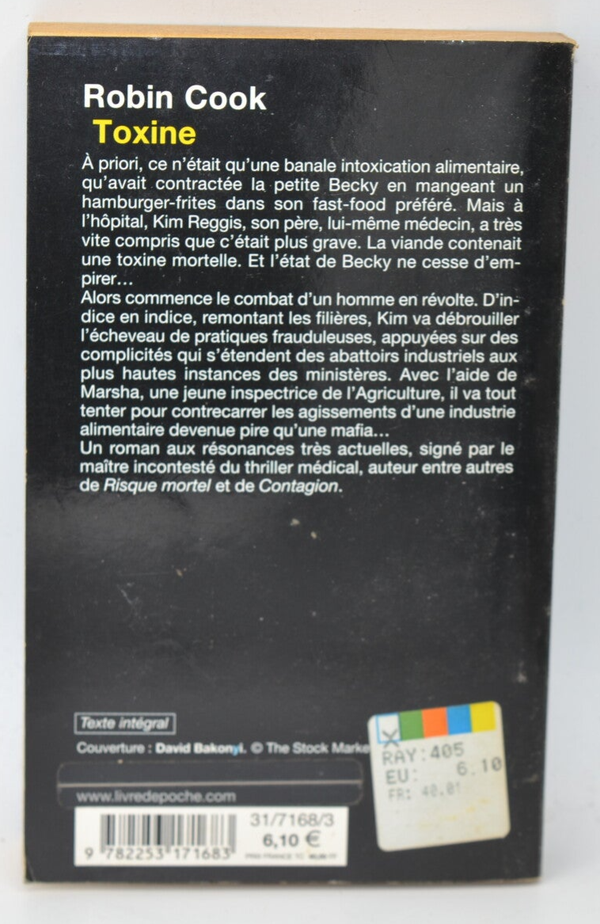 Robin Cook
Toxine
À priori, ce n'était qu'une banale intoxication alimentaire,
qu'avait contractée la petite Becky en mangeant un
hamburger-frites dans son fast-food préféré. Mais à
l'hôpital, Kim Reggis, son père, lui-même médecin, a très
vite compris que c'était plus grave. La viande contenait
une toxine mortelle. Et l'état de Becky ne cesse d'em-
pirer...
Alors commence le combat d'un homme en révolte. D'in-
dice en indice, remontant les filières, Kim va débrouiller
l'écheveau de pratiques frauduleuses, appuyées sur des
complicités qui s'étendent des abattoirs industriels aux
plus hautes instances des ministères. Avec l'aide de
Marsha, une jeune inspectrice de l'Agriculture, il va tout
tenter pour contrecarrer les agissements d'une industrie
alimentaire devenue pire qu'une mafia...
Un roman aux résonances très actuelles, signé par le
maître incontesté du thriller médical, auteur entre autres
de Risque mortel et de Contagion.
Texte intégral
Couverture : David Bakonyi. © The Stock Marke
www.livredepoche.com
31/7168/3
6,10 €
9 782253 171683
PRIX FRANCE TC
RAY:405
EU: 6.10
FR: 40.01